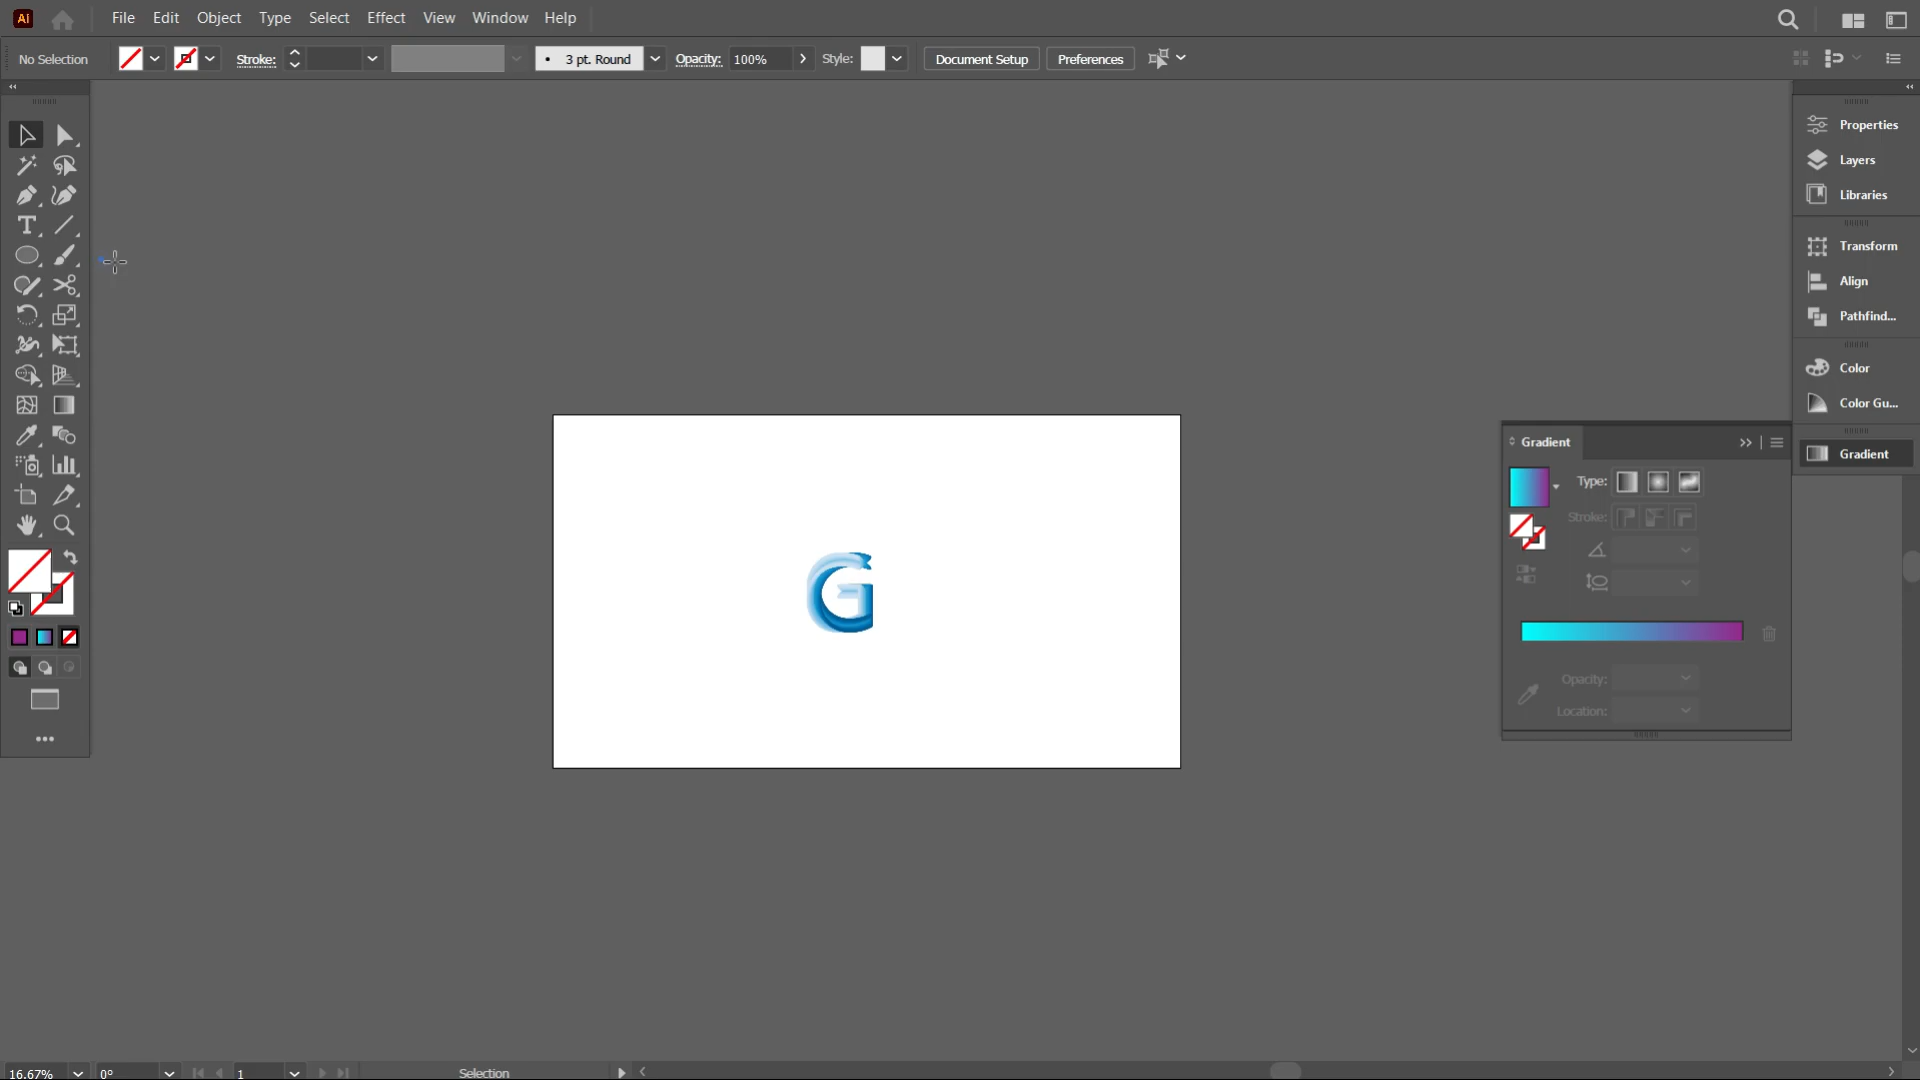 Ai File Edit Object Type Select Effect View Window Help
No Selection Stroke: 3 pt. Round Opacity: 100% Style: Document Setup Preferences
Properties
Layers
Libraries
Transform
Align
Pathfind...
Color
Color Gu...
Gradient
Gradient
Type:
Stroke:
Opacity:
Location:
G
16.67% 0° 1 Selection